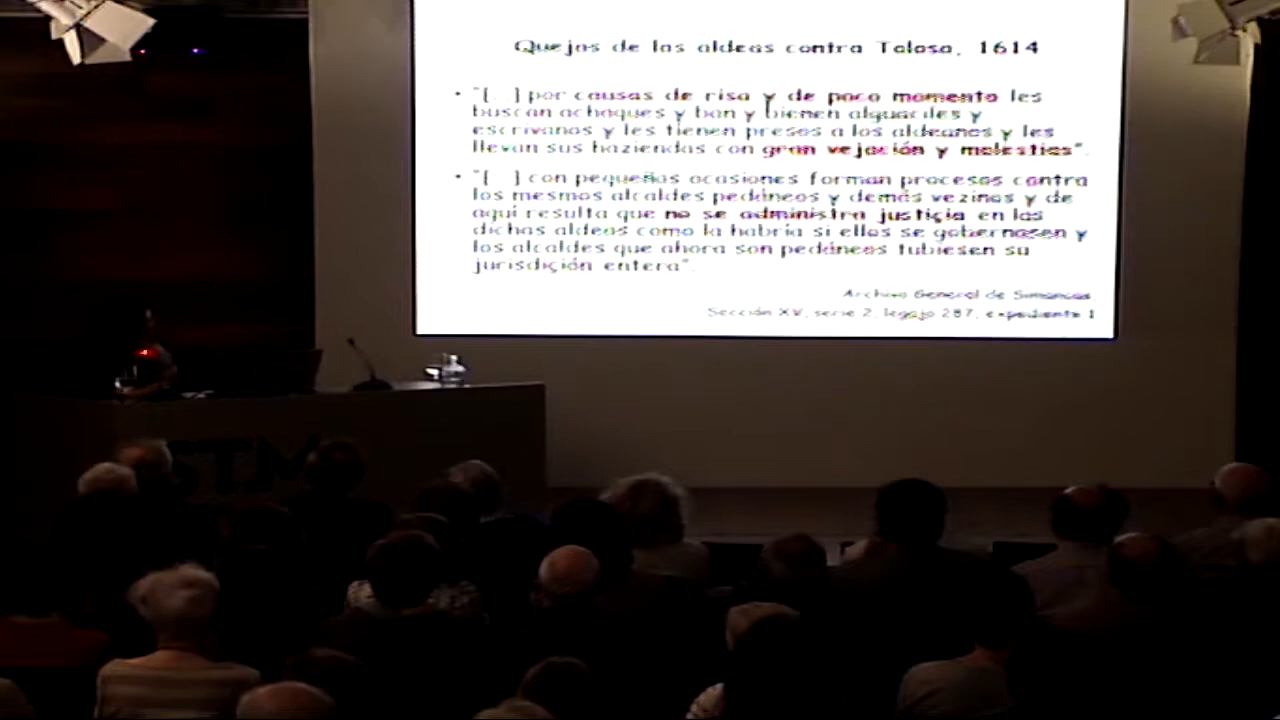 Quejas de las aldeas contra Tolosa, 1614
• "[...] por causas de risa y de poco momento les
buscan achaques y ban y bienen alguaciles y
escrivanos y les tienen presos a los aldeanos y les
llevan sus haziendas con gran vejación y molestias".
• "[...] con pequeñas ocasiones forman procesos contra
los mesmos alcaldes pedáneos y demás vezinos y de
aquí resulta que no se administra justiçia en las
dichas aldeas como la habría si ellos se gobernasen y
los alcaldes que ahora son pedáneos tubiesen su
jurisdiçión entera".
Archivo General de Simancas
Sección XV, serie 2, legajo 287, expediente 1
STM